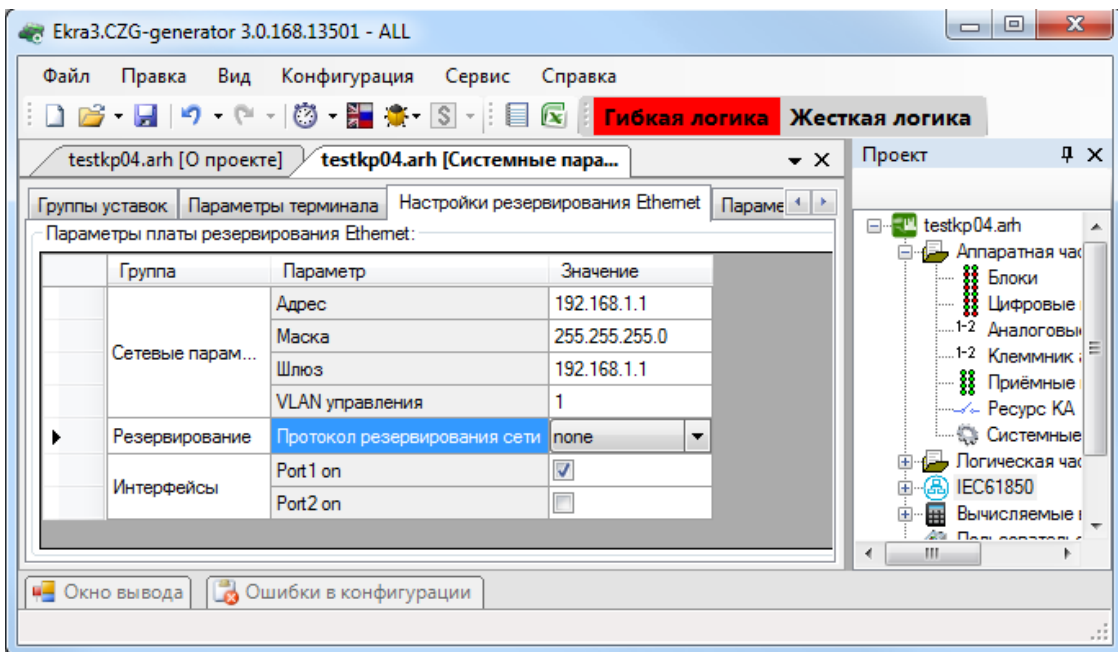 Ekra3.CZG-generator 3.0.168.13501 - ALL
Файл Правка Вид Конфигурация Сервис Справка
S Гибкая логика Жесткая логика
testkp04.arh [О проекте] testkp04.arh [Системные пара... Проект
Группы уставок Параметры терминала Настройки резервирования Ethernet Параме
Параметры платы резервирования Ethernet:
Группа Параметр Значение
Сетевые парам... Адрес 192.168.1.1
Маска 255.255.255.0
Шлюз 192.168.1.1
VLAN управления 1
Резервирование Протокол резервирования сети none
Интерфейсы Port1 on
Port2 on
testkp04.arh
Аппаратная час
Блоки
Цифровые
1-2 Аналоговы
1-2 Клеммник
Приёмные
Ресурс КА
Системные
Логическая час
IEC61850
Вычисляемые
Окно вывода Ошибки в конфигурации